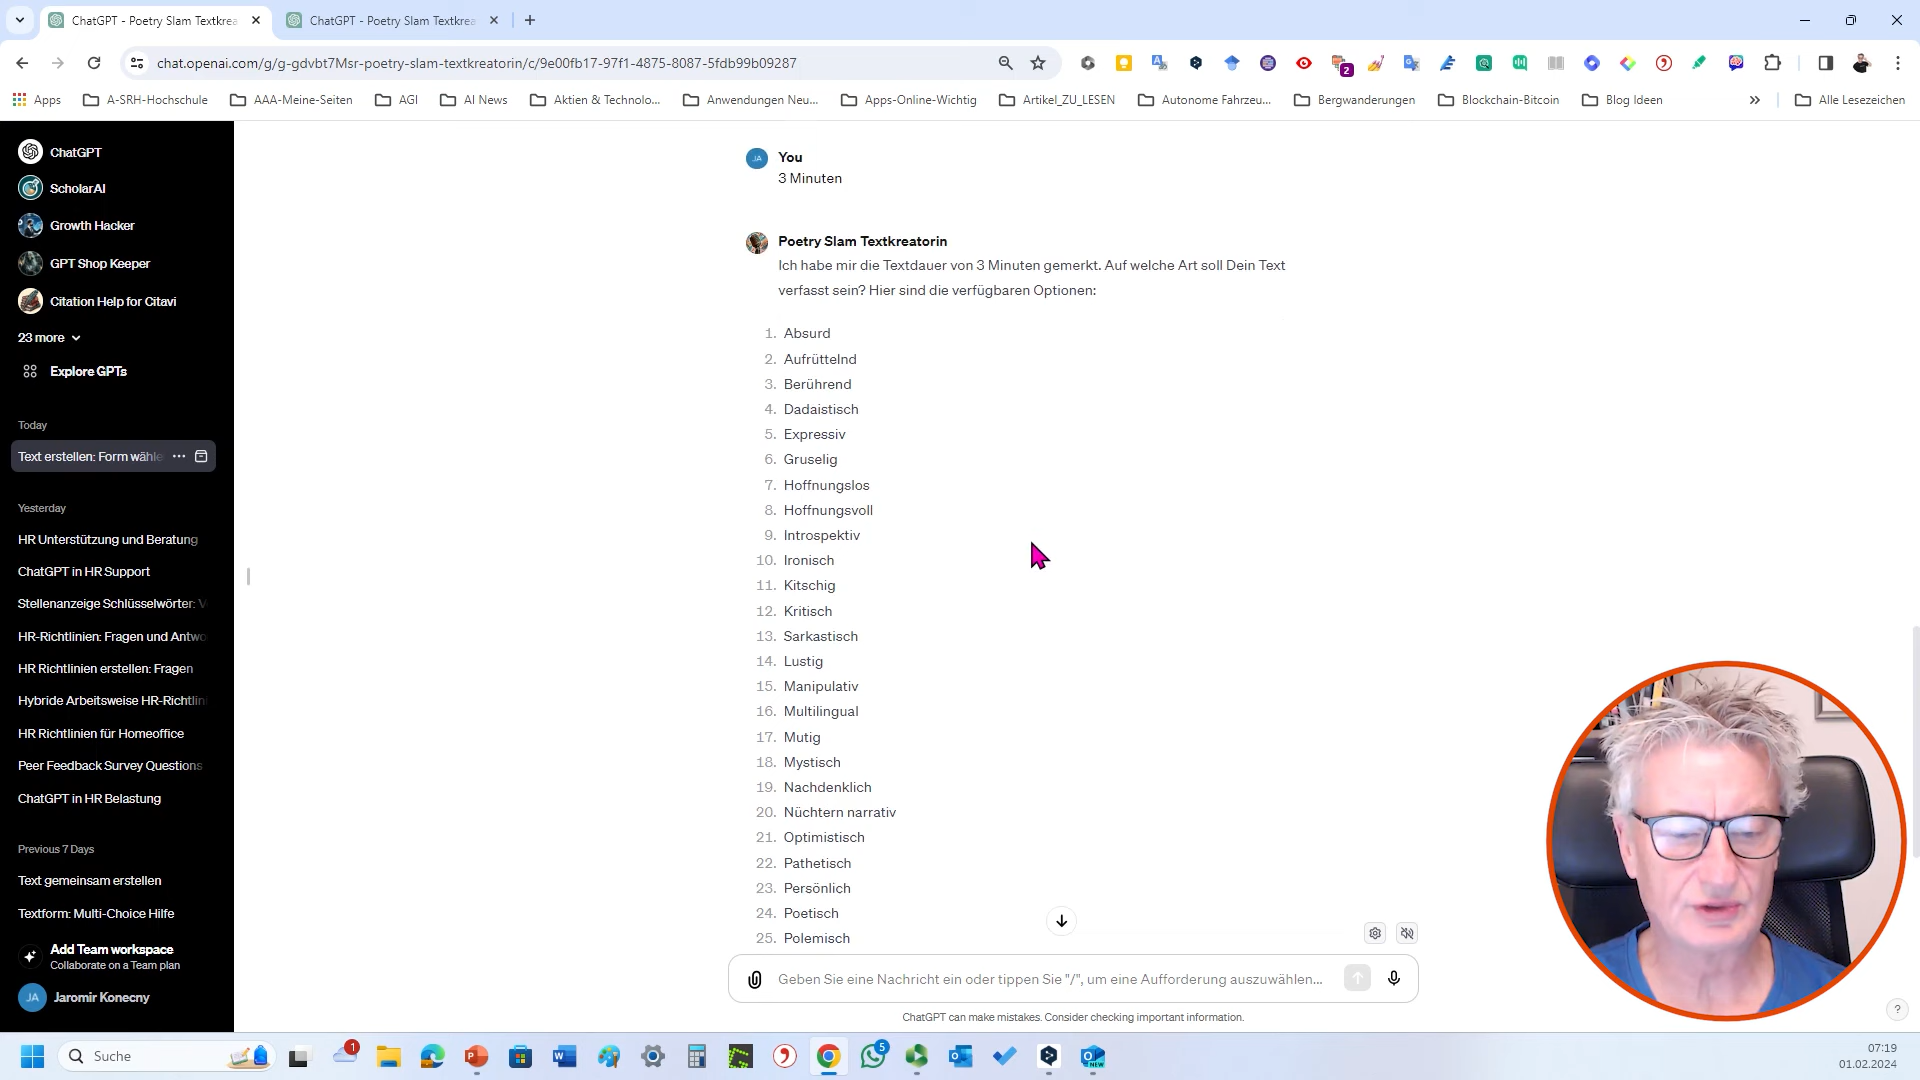 ChatGPT - Poetry Slam Textkrea
ChatGPT - Poetry Slam Textkrea
chat.openai.com/g/g-gdvbt7Msr-poetry-slam-textkreatorin/c/9e00fb17-97f1-4875-8087-5fdb99b09287
2
Apps
A-SRH-Hochschule
AAA-Meine-Seiten
AGI
AI News
Aktien & Technolo...
Anwendungen Neu...
Apps-Online-Wichtig
Artikel_ZU_LESEN
Autonome Fahrzeu...
Bergwanderungen
Blockchain-Bitcoin
Blog Ideen
Alle Lesezeichen
ChatGPT
ScholarAI
Growth Hacker
GPT Shop Keeper
Citation Help for Citavi
23 more
Explore GPTs
Today
Text erstellen: Form wähle
Yesterday
HR Unterstützung und Beratung
ChatGPT in HR Support
Stellenanzeige Schlüsselwörter: V
HR-Richtlinien: Fragen und Antwo
HR Richtlinien erstellen: Fragen
Hybride Arbeitsweise HR-Richtlin
HR Richtlinien für Homeoffice
Peer Feedback Survey Questions
ChatGPT in HR Belastung
Previous 7 Days
Text gemeinsam erstellen
Textform: Multi-Choice Hilfe
Add Team workspace
Collaborate on a Team plan
JA Jaromir Konecny
JA You
3 Minuten
Poetry Slam Textkreatorin
Ich habe mir die Textdauer von 3 Minuten gemerkt. Auf welche Art soll Dein Text
verfasst sein? Hier sind die verfügbaren Optionen:
1. Absurd
2. Aufrüttelnd
3. Berührend
4. Dadaistisch
5. Expressiv
6. Gruselig
7. Hoffnungslos
8. Hoffnungsvoll
9. Introspektiv
10. Ironisch
11. Kitschig
12. Kritisch
13. Sarkastisch
14. Lustig
15. Manipulativ
16. Multilingual
17. Mutig
18. Mystisch
19. Nachdenklich
20. Nüchtern narrativ
21. Optimistisch
22. Pathetisch
23. Persönlich
24. Poetisch
25. Polemisch
Geben Sie eine Nachricht ein oder tippen Sie "/", um eine Aufforderung auszuwählen...
ChatGPT can make mistakes. Consider checking important information.
?
Suche
1
5
NEW
07:19
01.02.2024